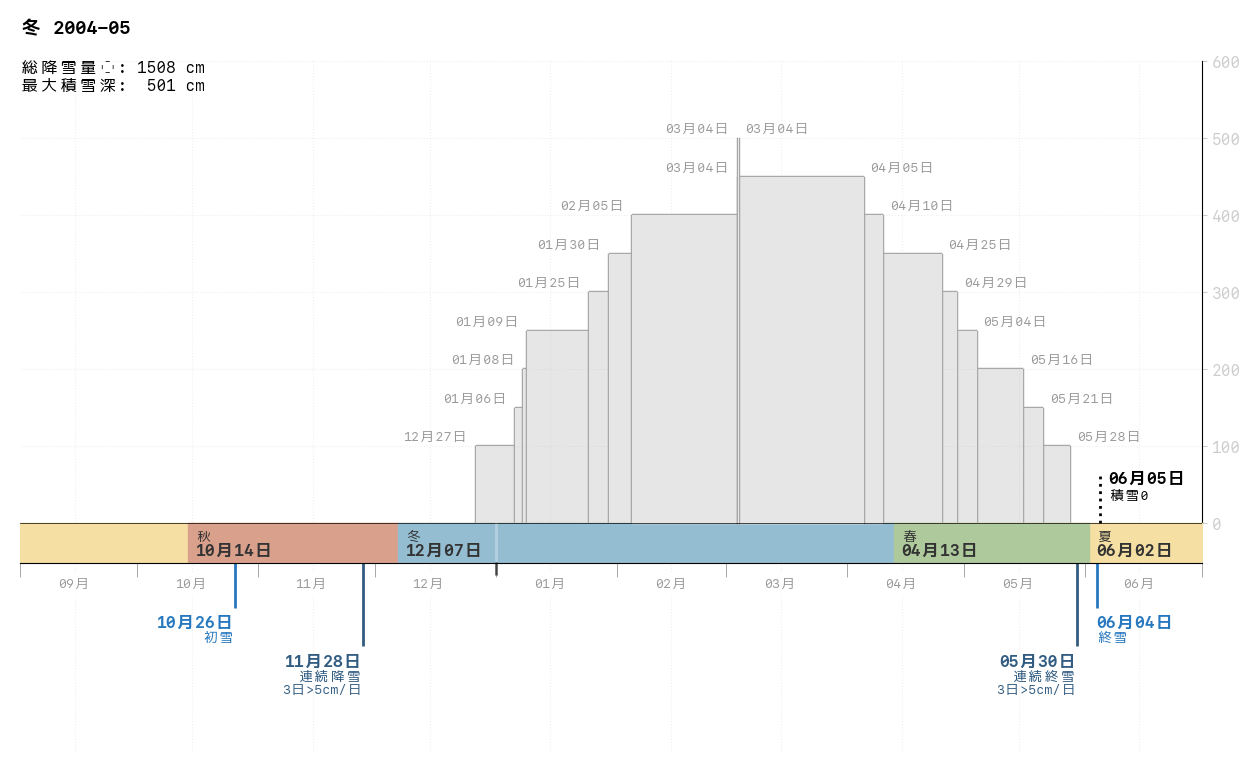 冬 2004–05
総降雪量: 1508 cm
最大積雪深: 501 cm
600
500
400
300
200
100
0
03月04日
03月04日
03月04日
04月05日
02月05日
04月10日
01月30日
04月25日
01月25日
04月29日
01月09日
05月04日
01月08日
05月16日
01月06日
05月21日
12月27日
05月28日
06月05日
積雪0
秋
10月14日
冬
12月07日
春
04月13日
夏
06月02日
09月
10月
11月
12月
01月
02月
03月
04月
05月
06月
10月26日
初雪
11月28日
連続降雪
3日>5cm/日
05月30日
連続終雪
3日>5cm/日
06月04日
終雪